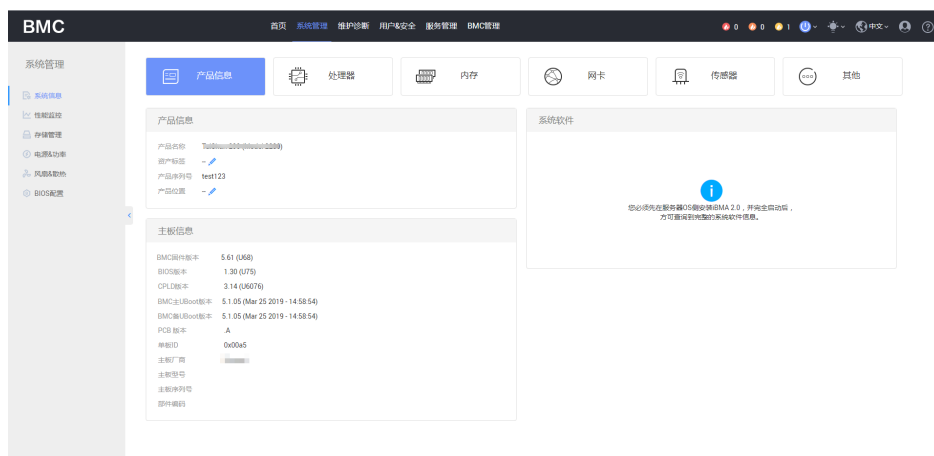 BMC
首页 系统管理 维护诊断 用户&安全 服务管理 BMC管理
0 0 1 中文
系统管理
系统信息
性能监控
存储管理
电源&功率
风扇&散热
BIOS配置
产品信息 处理器 内存 网卡 传感器 其他
产品信息
产品名称
资产标签 --
产品序列号 test123
产品位置 --
主板信息
BMC固件版本 5.61 (U68)
BIOS版本 1.30 (U75)
CPLD版本 3.14 (U6076)
BMC主UBoot版本 5.1.05 (Mar 25 2019 - 14:58:54)
BMC备UBoot版本 5.1.05 (Mar 25 2019 - 14:58:54)
PCB 版本 .A
单板ID 0x00a5
主板厂商
主板型号
主板序列号
部件编码
系统软件
您必须先在服务器OS侧安装iBMA 2.0，并完全启动后，
方可查询到完整的系统软件信息。